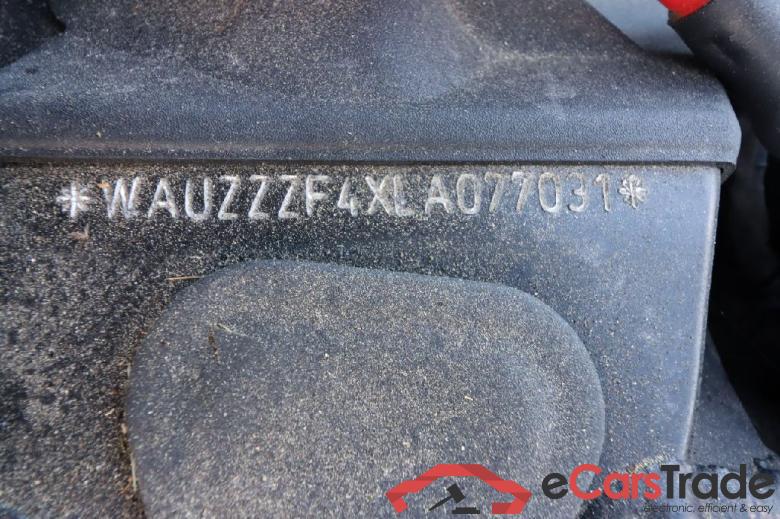 *WAUZZZF4XLA077031*
eCarsTrade
electronic, efficient & easy